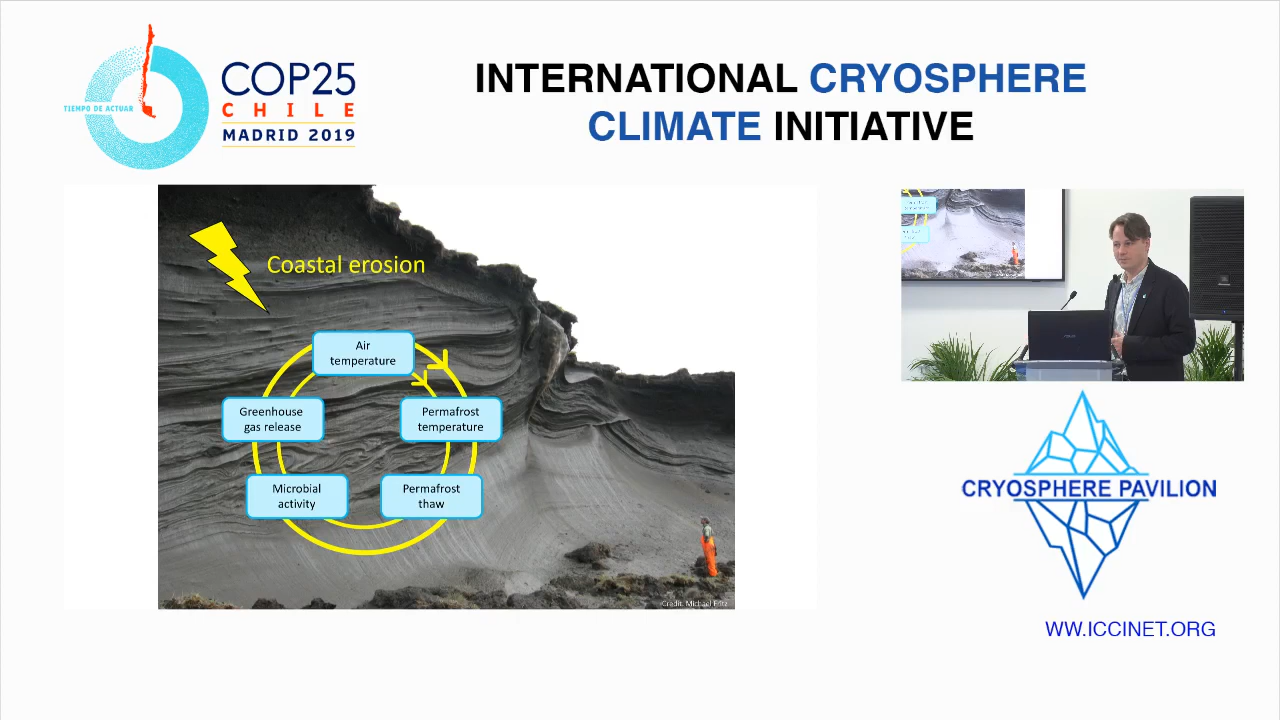 TIEMPO DE ACTUAR
COP25
CHILE
MADRID 2019
INTERNATIONAL CRYOSPHERE
CLIMATE INITIATIVE
Coastal erosion
Air
temperature
Greenhouse
gas release
Permafrost
temperature
Microbial
activity
Permafrost
thaw
Credit: Michael Fritz
CRYOSPHERE PAVILION
WW.ICCINET.ORG